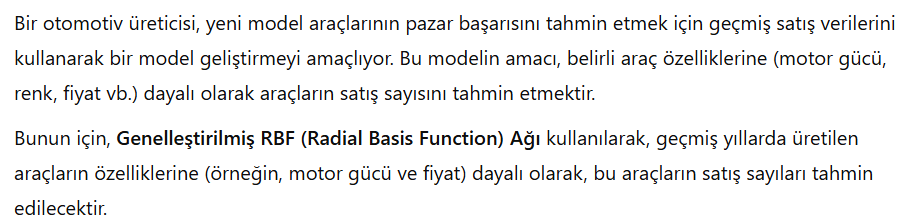 Bir otomotiv üreticisi, yeni model araçlarının pazar başarısını tahmin etmek için geçmiş satış verilerini
kullanarak bir model geliştirmeyi amaçlıyor. Bu modelin amacı, belirli araç özelliklerine (motor gücü,
renk, fiyat vb.) dayalı olarak araçların satış sayısını tahmin etmektir.
Bunun için, Genelleştirilmiş RBF (Radial Basis Function) Ağı kullanılarak, geçmiş yıllarda üretilen
araçların özelliklerine (örneğin, motor gücü ve fiyat) dayalı olarak, bu araçların satış sayıları tahmin
edilecektir.